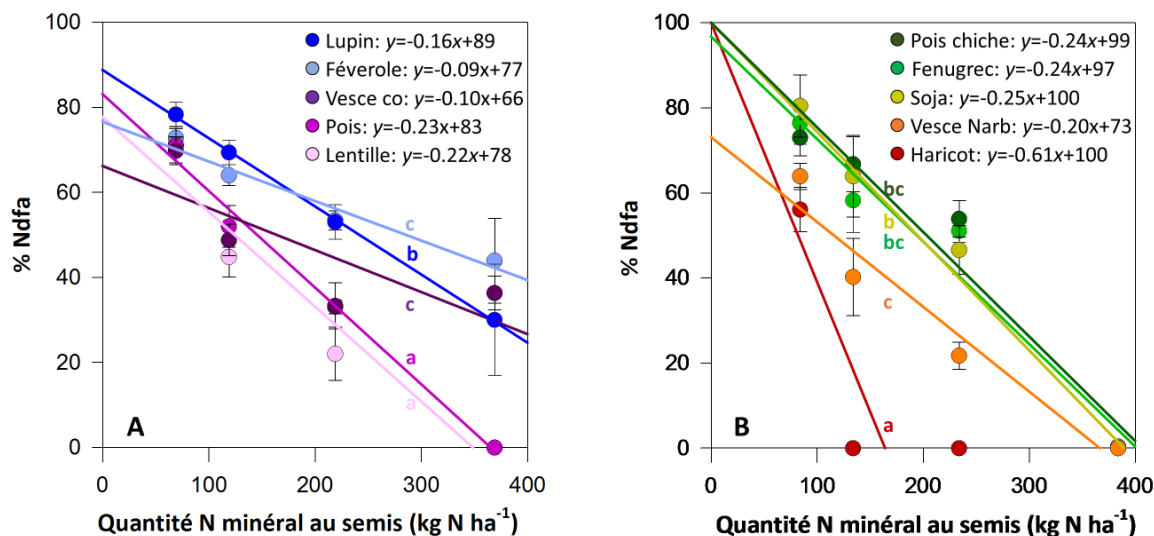 100
80
60
40
20
0
% Ndfa
Lupin: y=-0.16x+89
Féverole: y=-0.09x+77
Vesce co: y=-0.10x+66
Pois: y=-0.23x+83
Lentille: y=-0.22x+78
c
b
c
a
a
A
0 100 200 300 400
Quantité N minéral au semis (kg N ha⁻¹)
100
80
60
40
20
0
% Ndfa
Pois chiche: y=-0.24x+99
Fenugrec: y=-0.24x+97
Soja: y=-0.25x+100
Vesce Narb: y=-0.20x+73
Haricot: y=-0.61x+100
bc
b
bc
c
a
B
0 100 200 300 400
Quantité N minéral au semis (kg N ha⁻¹)